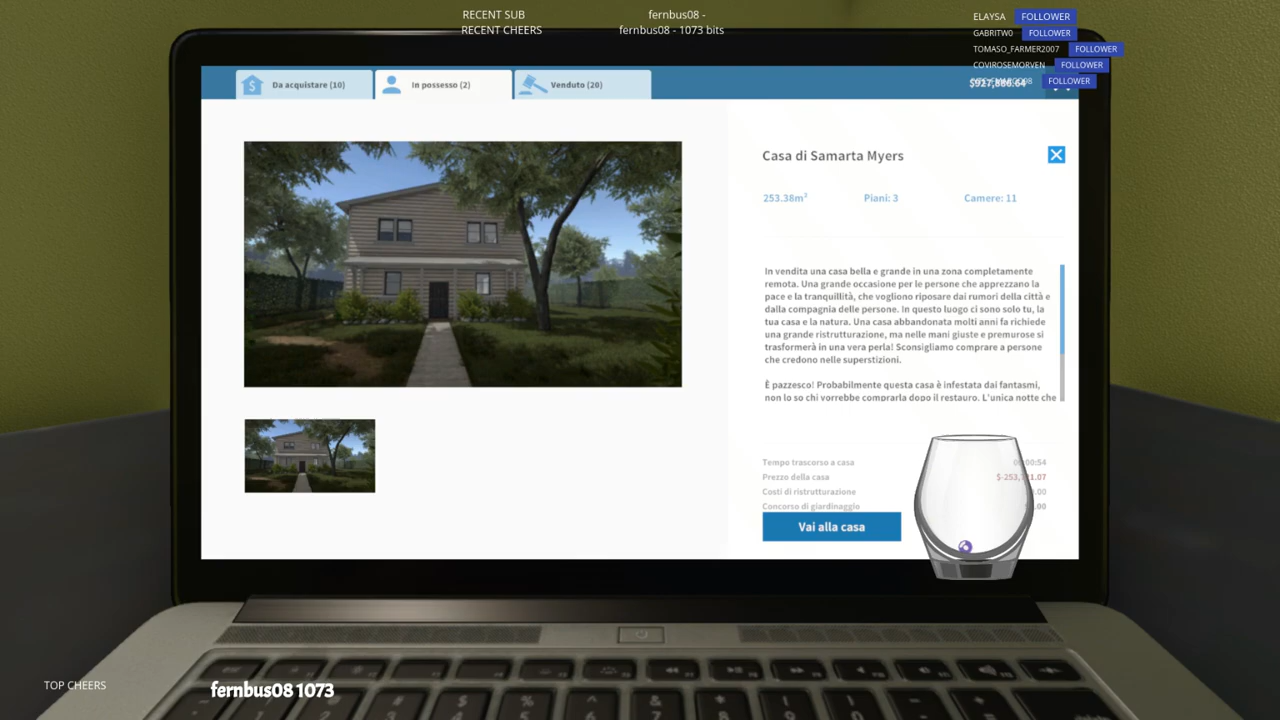 RECENT SUB
fernbus08 -
RECENT CHEERS
fernbus08 - 1073 bits
ELAYSA FOLLOWER
GABRITW0 FOLLOWER
TOMASO_FARMER2007 FOLLOWER
COVIROSEMORVEN FOLLOWER
FOLLOWER
Da acquistare (10)
In possesso (2)
Venduto (20)
Casa di Samarta Myers
253.38m²
Piani: 3
Camere: 11
In vendita una casa bella e grande in una zona completamente
remota. Una grande occasione per le persone che apprezzano la
pace e la tranquillità, che vogliono riposare dai rumori della città e
dalla compagnia delle persone. In questo luogo ci sono solo tu, la
tua casa e la natura. Una casa abbandonata molti anni fa richiede
una grande ristrutturazione, ma nelle mani giuste e premurose si
trasformerà in una vera perla! Sconsigliamo comprare a persone
che credono nelle superstizioni.
È pazzesco! Probabilmente questa casa è infestata dai fantasmi,
non lo so chi vorrebbe comprarla dopo il restauro. L'unica notte che
Tempo trascorso a casa
Prezzo della casa
Costi di ristrutturazione
Concorso di giardinaggio
Vai alla casa
TOP CHEERS
fernbus08 1073